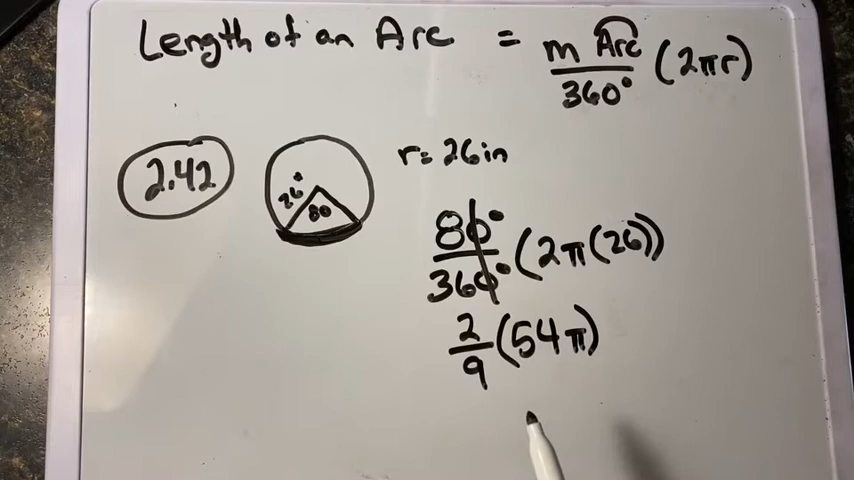 Length of an Arc = m Arc / 360° (2πr)
2.42
26"
80
r = 26in
80° / 360° (2π(26))
2/9 (54π)